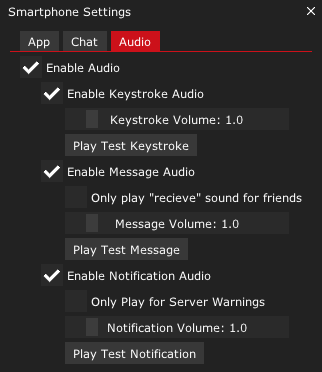 Smartphone Settings
App Chat Audio
Enable Audio
Enable Keystroke Audio
Keystroke Volume: 1.0
Play Test Keystroke
Enable Message Audio
Only play "recieve" sound for friends
Message Volume: 1.0
Play Test Message
Enable Notification Audio
Only Play for Server Warnings
Notification Volume: 1.0
Play Test Notification